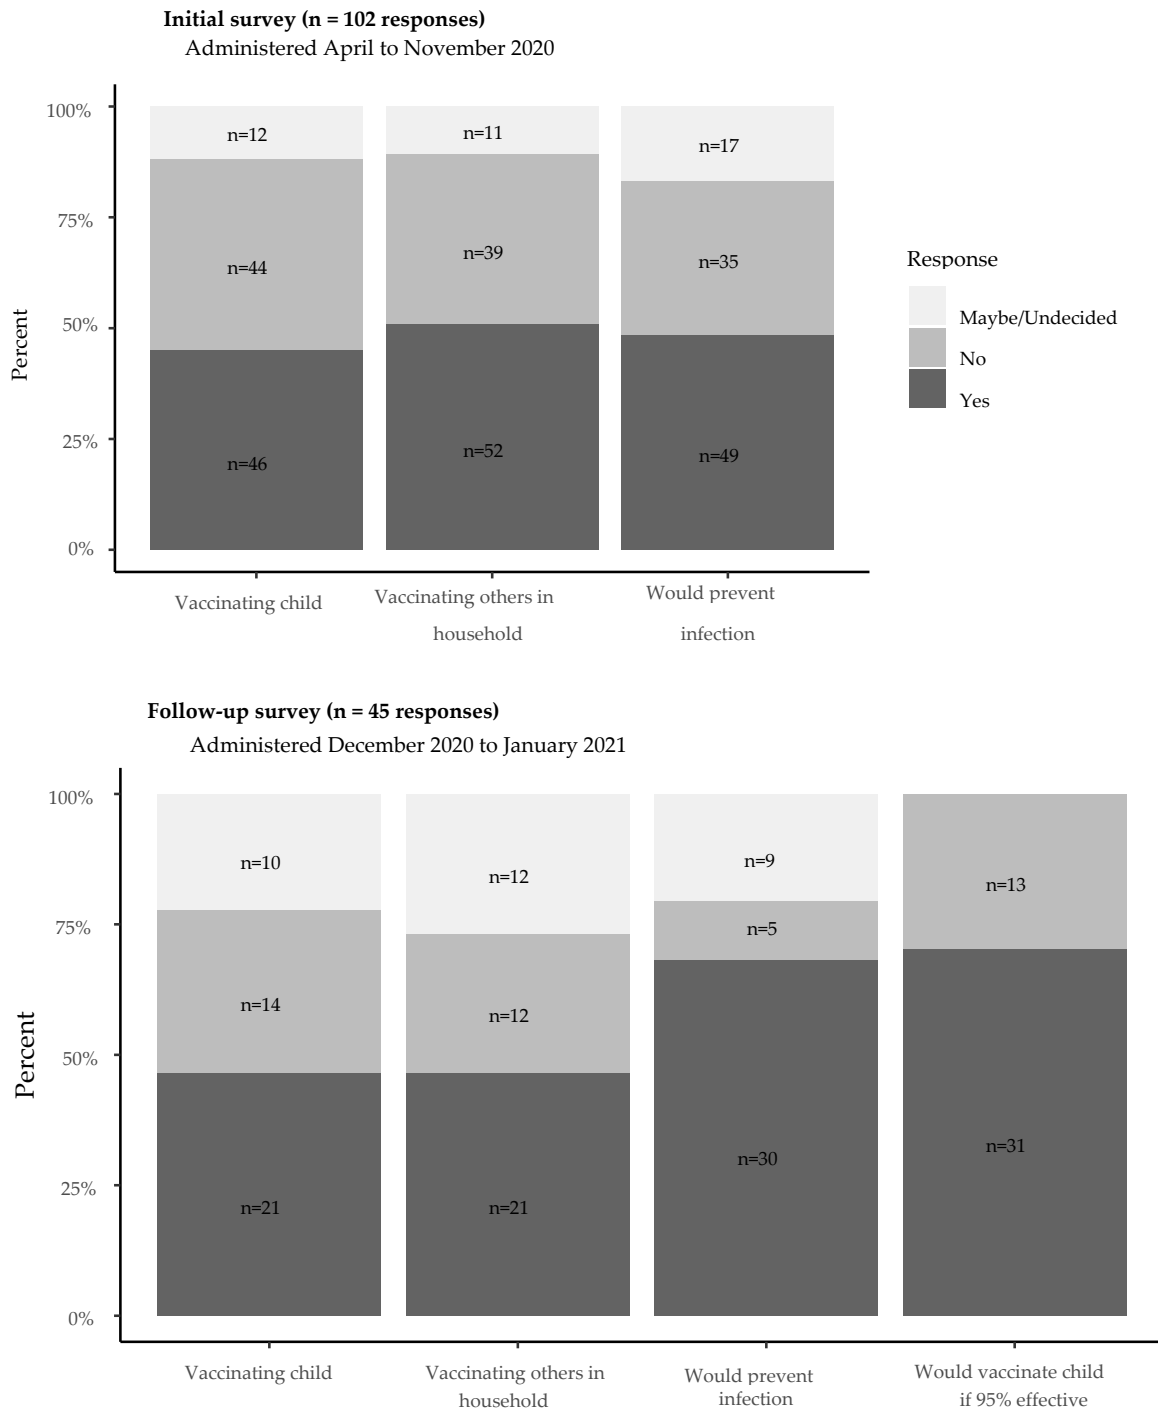 Initial survey (n = 102 responses)
Administered April to November 2020
100%
75%
50%
25%
0%
Percent
n=12
n=11
n=17
n=44
n=39
n=35
n=46
n=52
n=49
Vaccinating child
Vaccinating others in
household
Would prevent
infection
Response
Maybe/Undecided
No
Yes
Follow-up survey (n = 45 responses)
Administered December 2020 to January 2021
100%
75%
50%
25%
0%
Percent
n=10
n=12
n=9
n=13
n=14
n=12
n=5
n=21
n=21
n=30
n=31
Vaccinating child
Vaccinating others in
household
Would prevent
infection
Would vaccinate child
if 95% effective